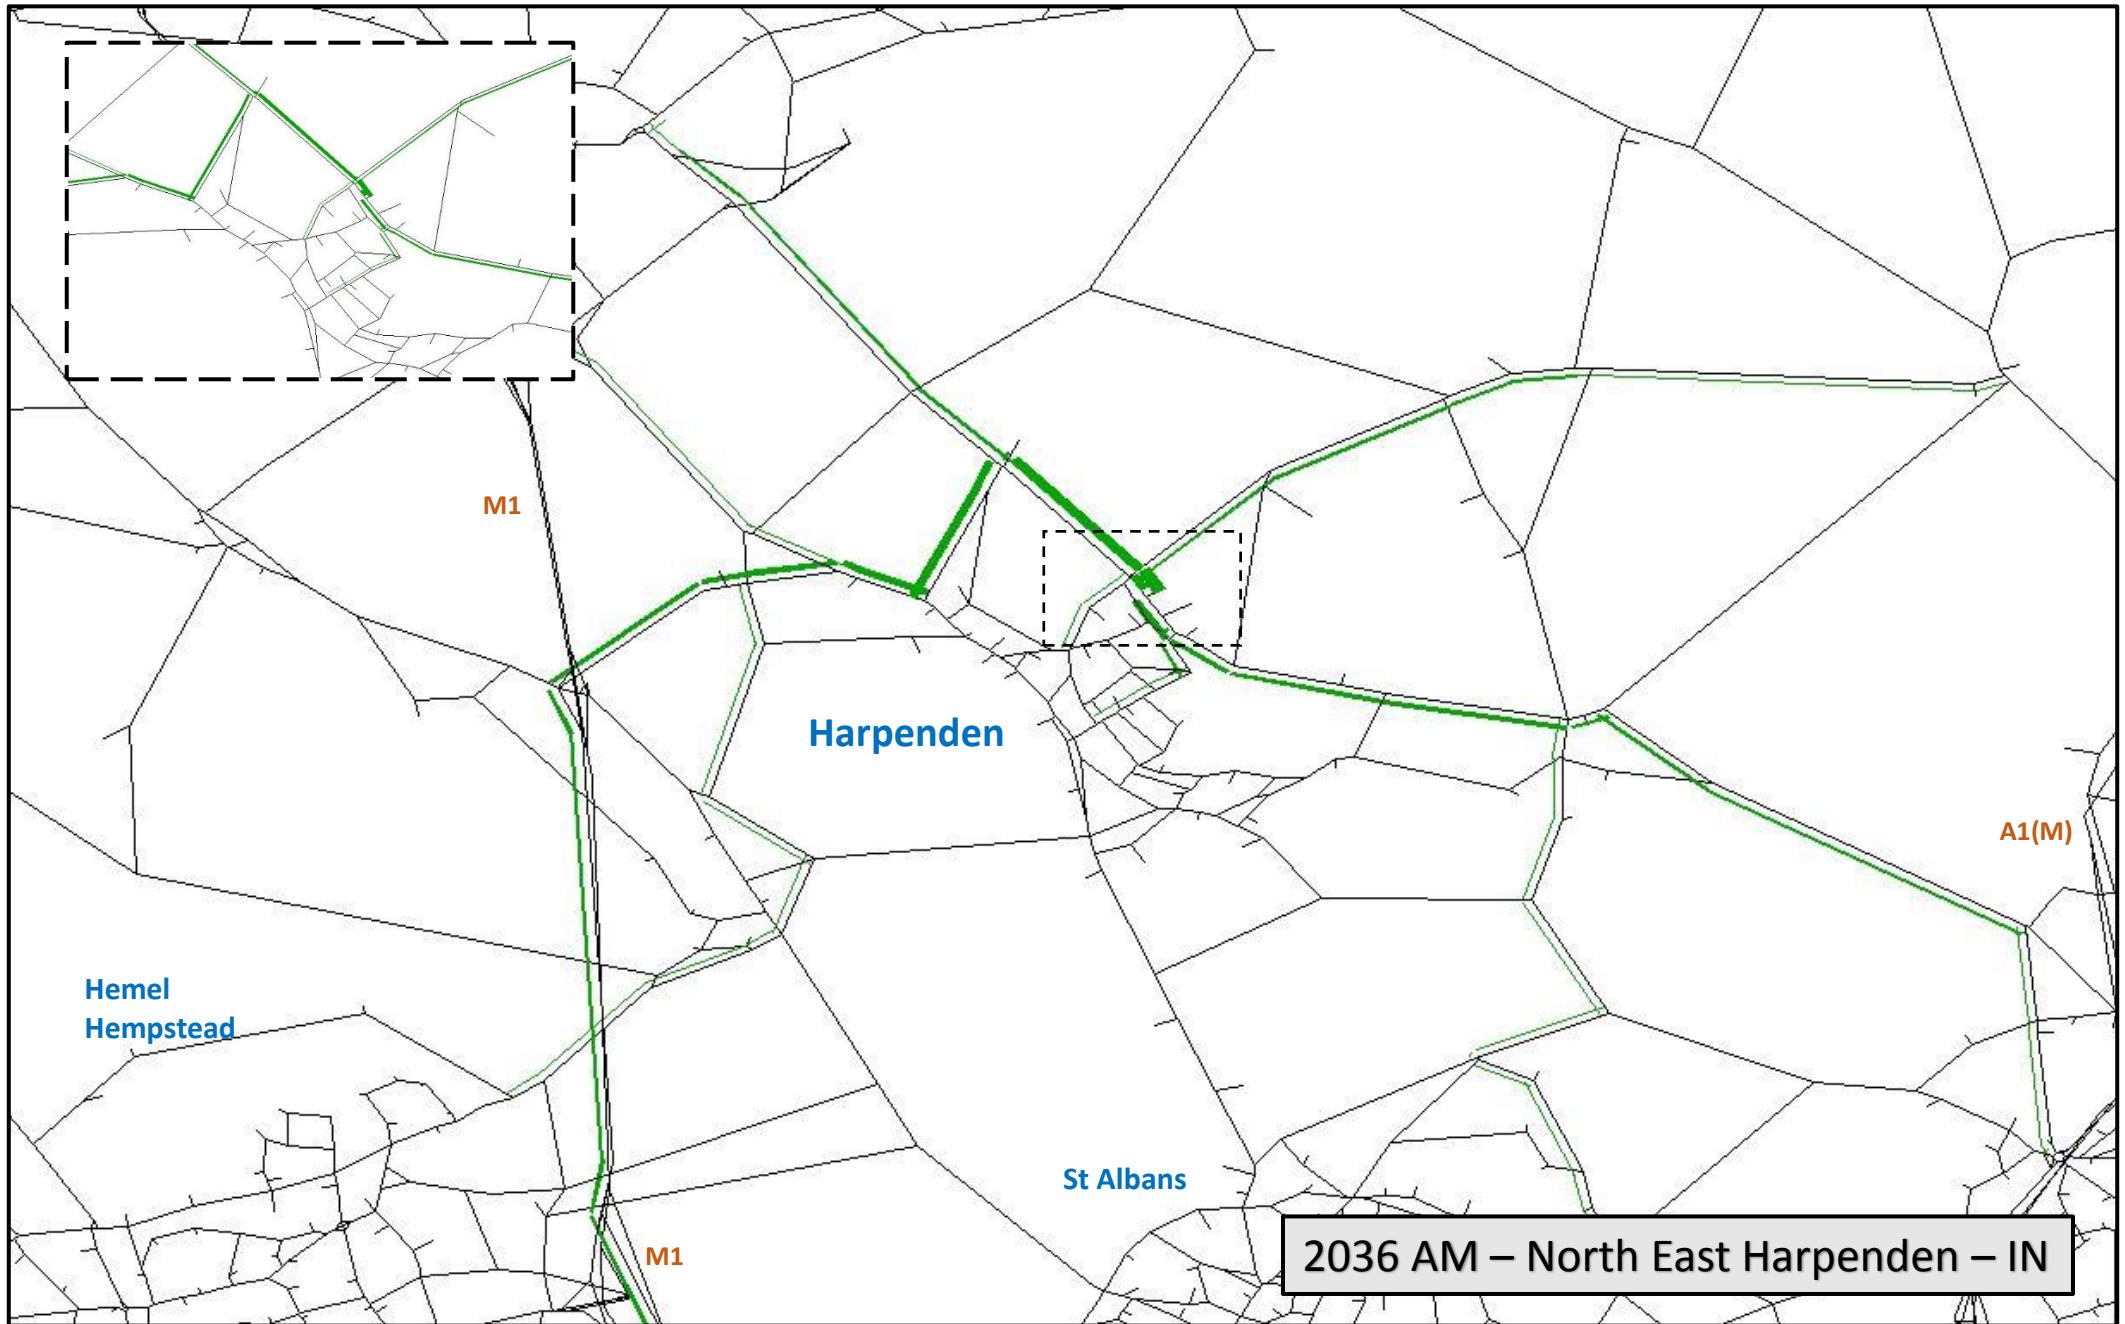 M1
Harpenden
A1(M)
Hemel
Hempstead
St Albans
M1
2036 AM – North East Harpenden – IN